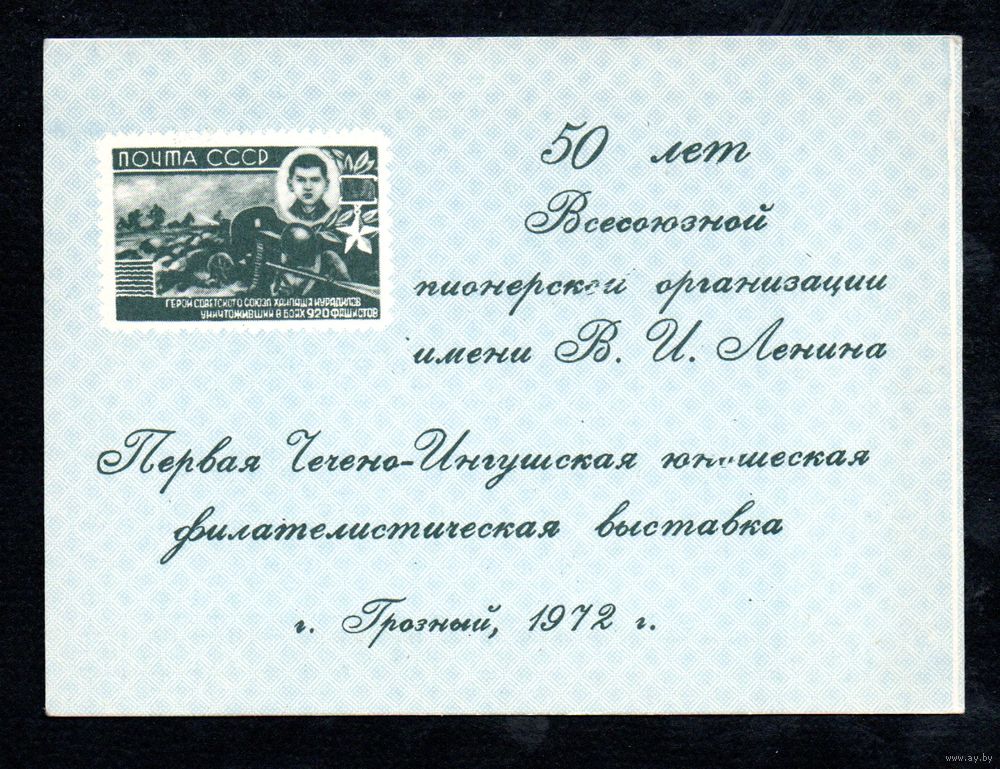 ПОЧТА СССР
ГЕРОЙ СОВЕТСКОГО СОЮЗА ХАНПАША НУРАДИЛОВ
УНИЧТОЖИВШИЙ В БОЯХ 920 ФАШИСТОВ
50 лет
Всесоюзной
пионерской организации
имени В. И. Ленина
Первая Чечено-Ингушская юношеская
филателистическая выставка
г. Грозный, 1972 г.
www.ay.by